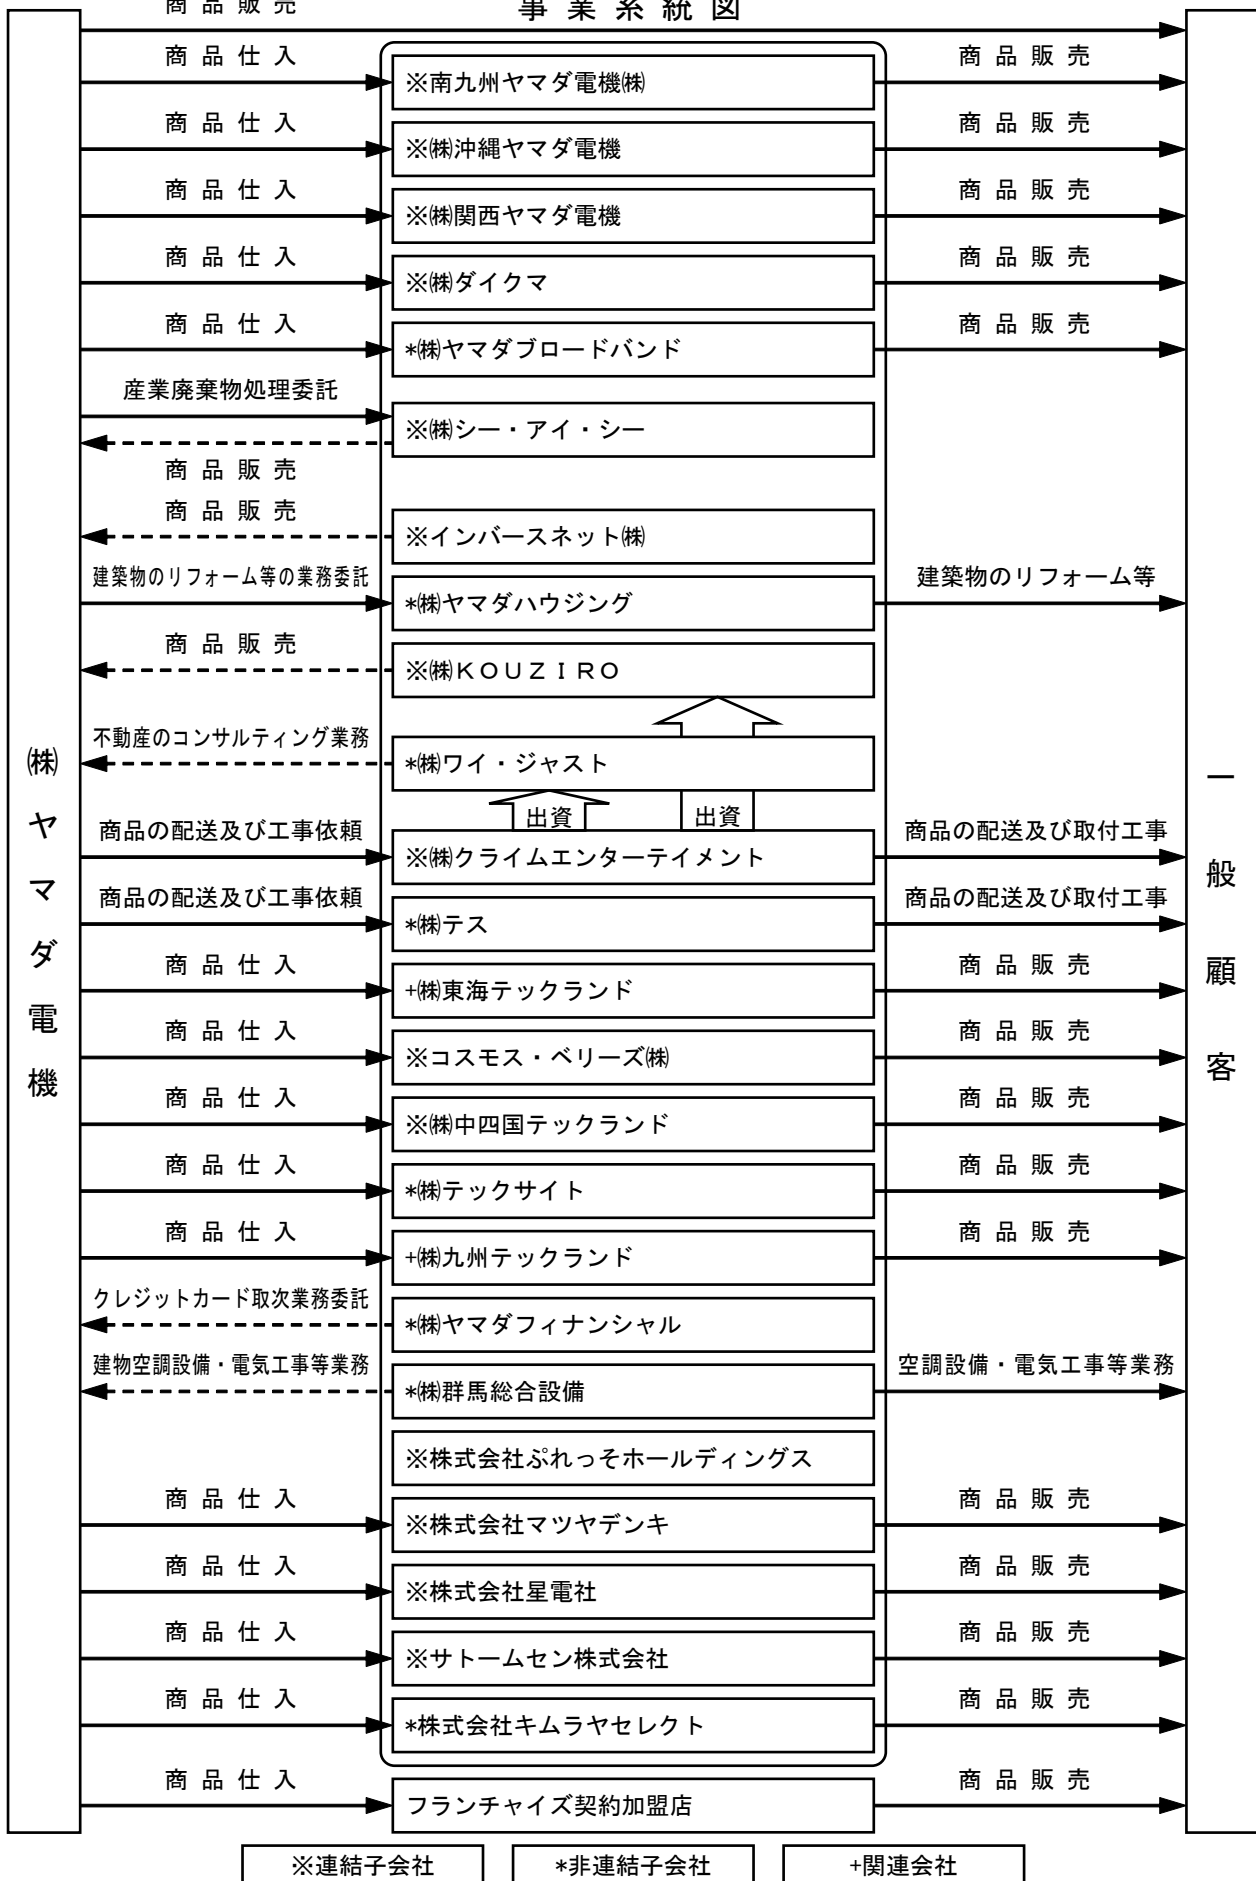 事業系統図
商品販売
商品仕入
※南九州ヤマダ電機㈱
商品販売
商品仕入
※㈱沖縄ヤマダ電機
商品販売
商品仕入
※㈱関西ヤマダ電機
商品販売
商品仕入
※㈱ダイクマ
商品販売
商品仕入
*㈱ヤマダブロードバンド
商品販売
産業廃棄物処理委託
※㈱シー・アイ・シー
商品販売
商品販売
※インバースネット㈱
建築物のリフォーム等の業務委託
*㈱ヤマダハウジング
建築物のリフォーム等
商品販売
※㈱KOUZIRO
不動産のコンサルティング業務
*㈱ワイ・ジャスト
出資
出資
商品の配送及び工事依頼
※㈱クライムエンターテイメント
商品の配送及び取付工事
商品の配送及び工事依頼
*㈱テス
商品の配送及び取付工事
商品仕入
+㈱東海テックランド
商品販売
商品仕入
※コスモス・ベリーズ㈱
商品販売
商品仕入
※㈱中四国テックランド
商品販売
商品仕入
*㈱テックサイト
商品販売
商品仕入
+㈱九州テックランド
商品販売
クレジットカード取次業務委託
*㈱ヤマダフィナンシャル
建物空調設備・電気工事等業務
*㈱群馬総合設備
空調設備・電気工事等業務
※株式会社ぷれっそホールディングス
商品仕入
※株式会社マツヤデンキ
商品販売
商品仕入
※株式会社星電社
商品販売
商品仕入
※サトームセン株式会社
商品販売
商品仕入
*株式会社キムラヤセレクト
商品販売
商品仕入
フランチャイズ契約加盟店
商品販売
㈱ヤマダ電機
一般顧客
※連結子会社
*非連結子会社
+関連会社